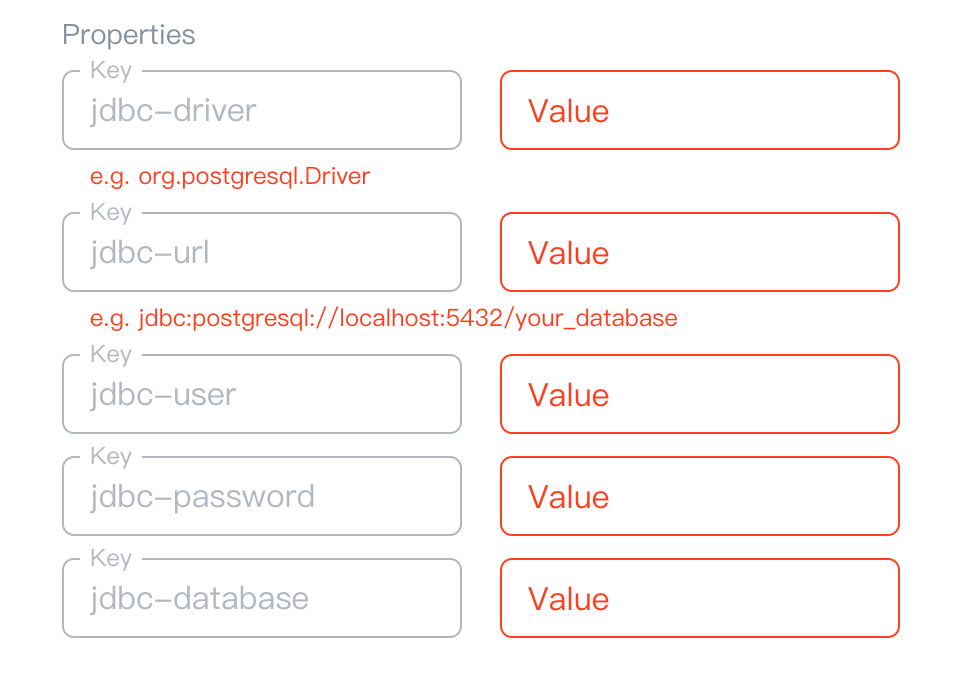 Properties
Key
jdbc-driver
Value
e.g. org.postgresql.Driver
Key
jdbc-url
Value
e.g. jdbc:postgresql://localhost:5432/your_database
Key
jdbc-user
Value
Key
jdbc-password
Value
Key
jdbc-database
Value